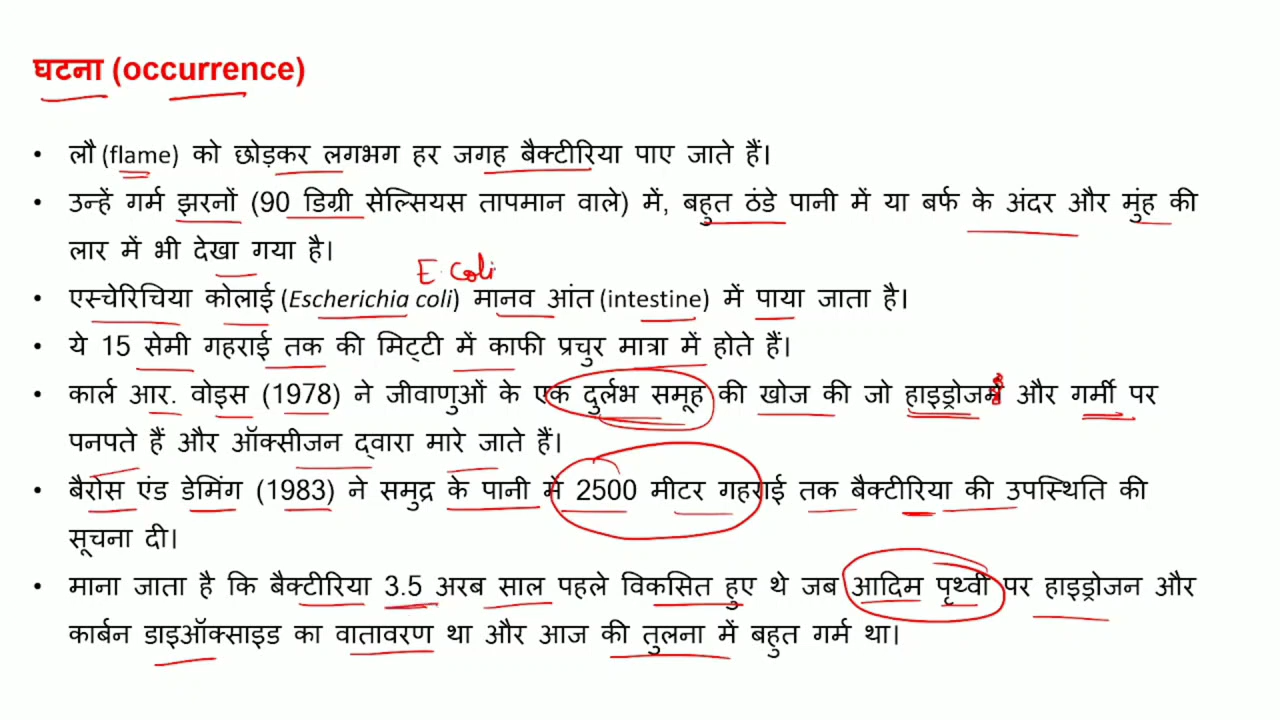 घटना (occurrence)
• लौ (flame) को छोड़कर लगभग हर जगह बैक्टीरिया पाए जाते हैं।
• उन्हें गर्म झरनों (90 डिग्री सेल्सियस तापमान वाले) में, बहुत ठंडे पानी में या बर्फ के अंदर और मुंह की
लार में भी देखा गया है।
E. Coli
• एस्चेरिचिया कोलाई (Escherichia coli) मानव आंत (intestine) में पाया जाता है।
• ये 15 सेमी गहराई तक की मिट्टी में काफी प्रचुर मात्रा में होते हैं।
• कार्ल आर. वोइस (1978) ने जीवाणुओं के एक दुर्लभ समूह की खोज की जो हाइड्रोजन और गर्मी पर
पनपते हैं और ऑक्सीजन द्वारा मारे जाते हैं।
• बैरोस एंड डेमिंग (1983) ने समुद्र के पानी में 2500 मीटर गहराई तक बैक्टीरिया की उपस्थिति की
सूचना दी।
• माना जाता है कि बैक्टीरिया 3.5 अरब साल पहले विकसित हुए थे जब आदिम पृथ्वी पर हाइड्रोजन और
कार्बन डाइऑक्साइड का वातावरण था और आज की तुलना में बहुत गर्म था।